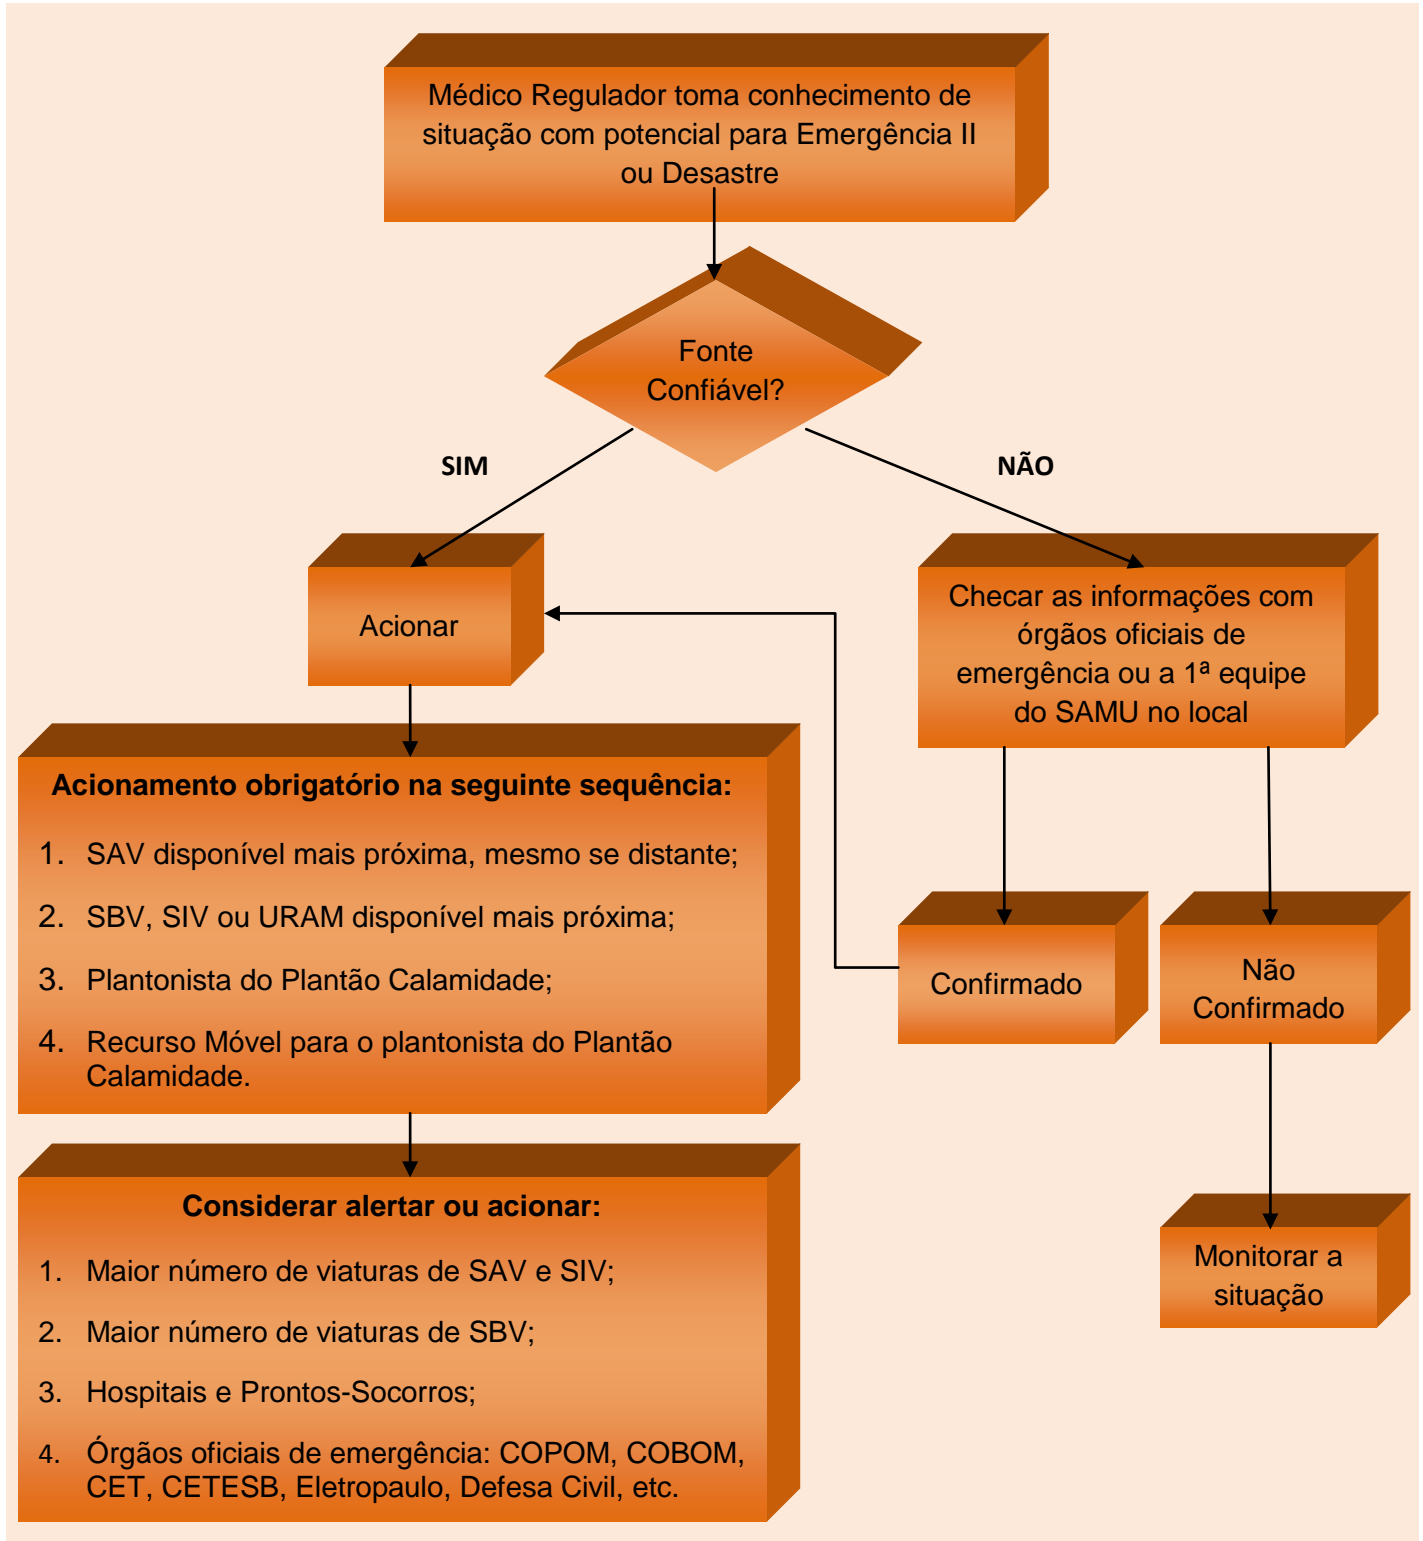 Médico Regulador toma conhecimento de
situação com potencial para Emergência II
ou Desastre
Fonte
Confiável?
SIM
NÃO
Acionar
Checar as informações com
órgãos oficiais de
emergência ou a 1ª equipe
do SAMU no local
Acionamento obrigatório na seguinte sequência:
1. SAV disponível mais próxima, mesmo se distante;
2. SBV, SIV ou URAM disponível mais próxima;
3. Plantonista do Plantão Calamidade;
4. Recurso Móvel para o plantonista do Plantão
Calamidade.
Confirmado
Não
Confirmado
Considerar alertar ou acionar:
1. Maior número de viaturas de SAV e SIV;
2. Maior número de viaturas de SBV;
3. Hospitais e Prontos-Socorros;
4. Órgãos oficiais de emergência: COPOM, COBOM,
CET, CETESB, Eletropaulo, Defesa Civil, etc.
Monitorar a
situação